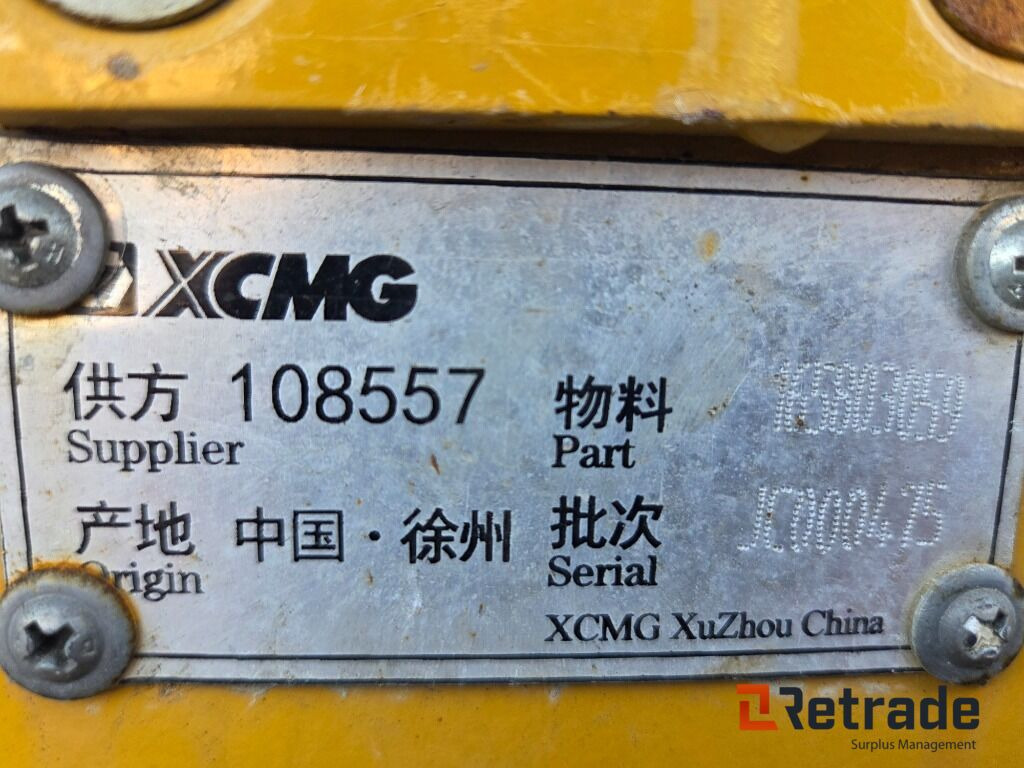 XCMG
供方 108557 物料
Supplier Part
产地 中国·徐州 批次
Origin Serial
XCMG XuZhou China
Retrade
Surplus Management